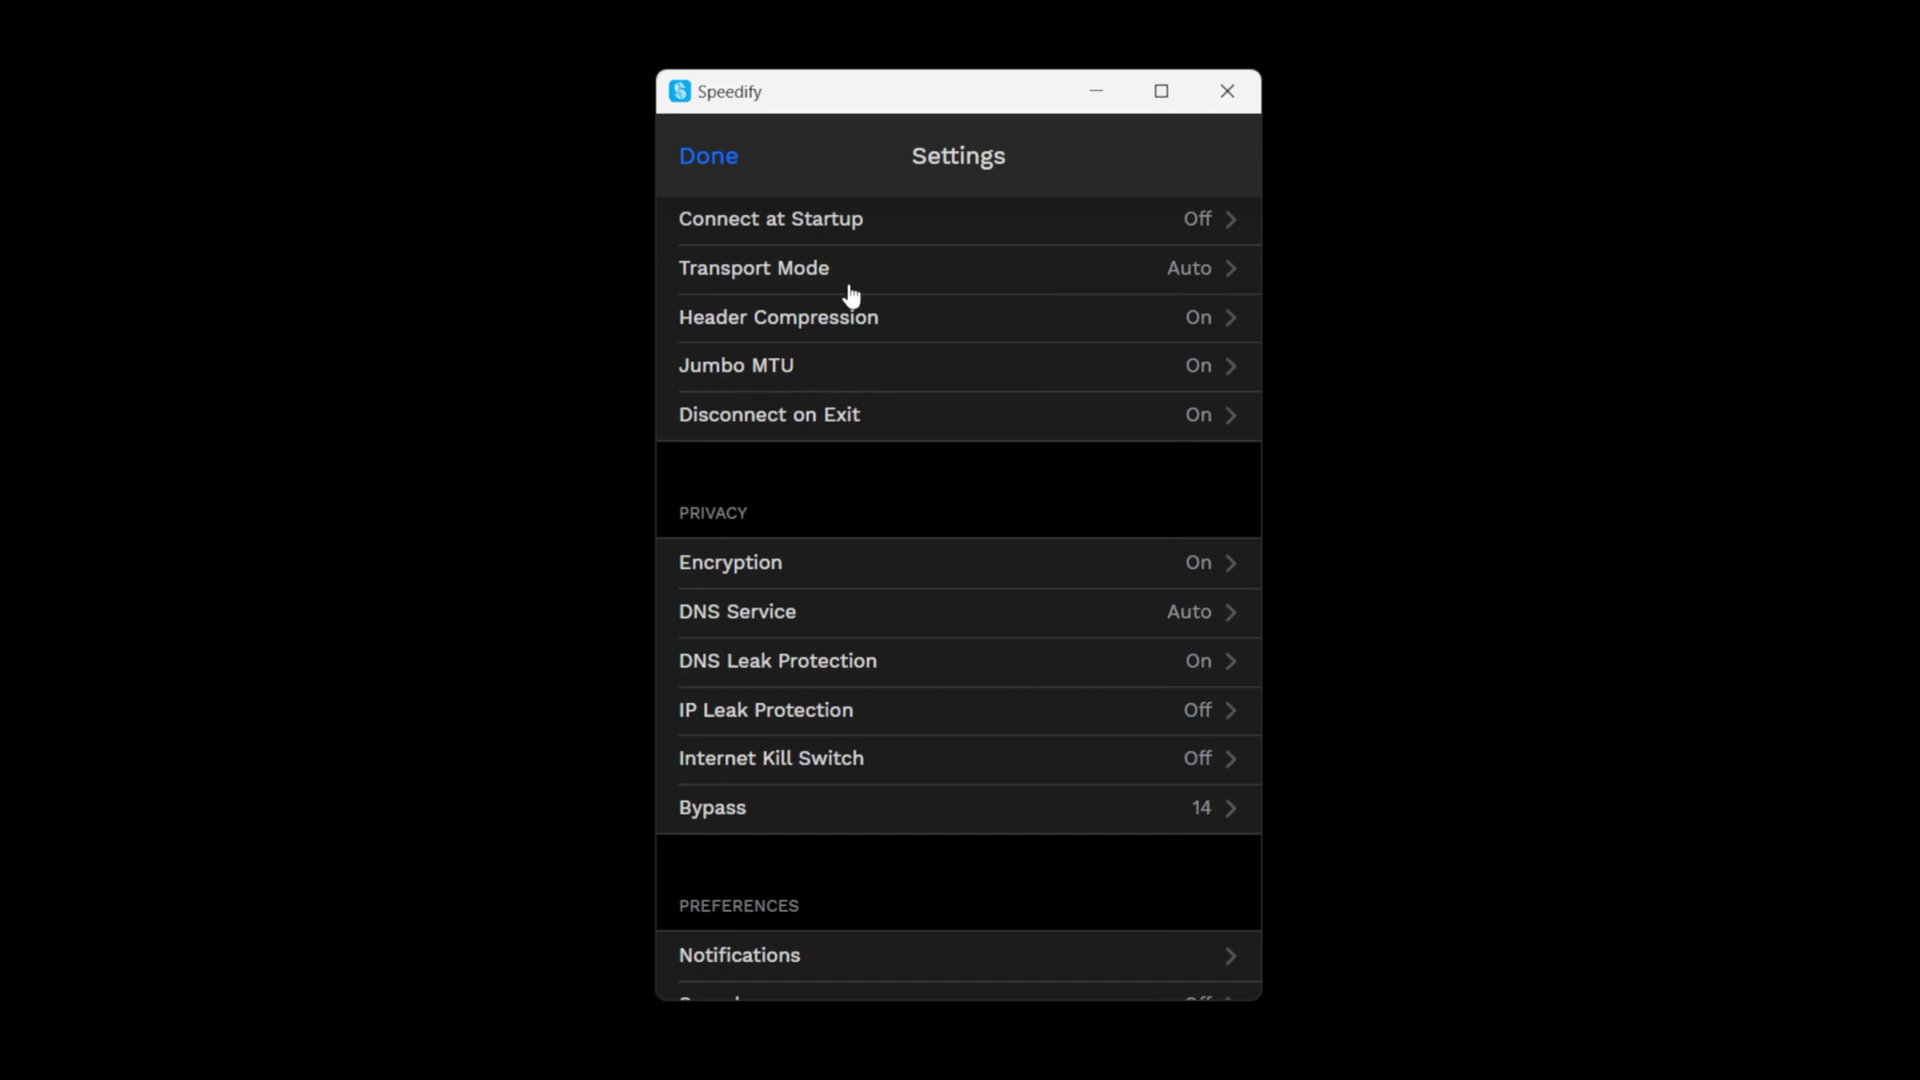 Speedify
Done Settings
Connect at Startup Off
Transport Mode Auto
Header Compression On
Jumbo MTU On
Disconnect on Exit On
PRIVACY
Encryption On
DNS Service Auto
DNS Leak Protection On
IP Leak Protection Off
Internet Kill Switch Off
Bypass 14
PREFERENCES
Notifications